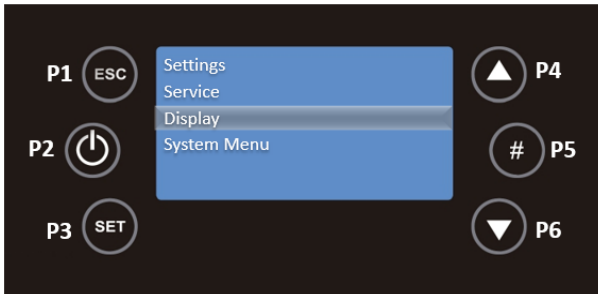 P1 ESC
Settings
Service
Display
System Menu
P4
P2
# P5
P3 SET
P6